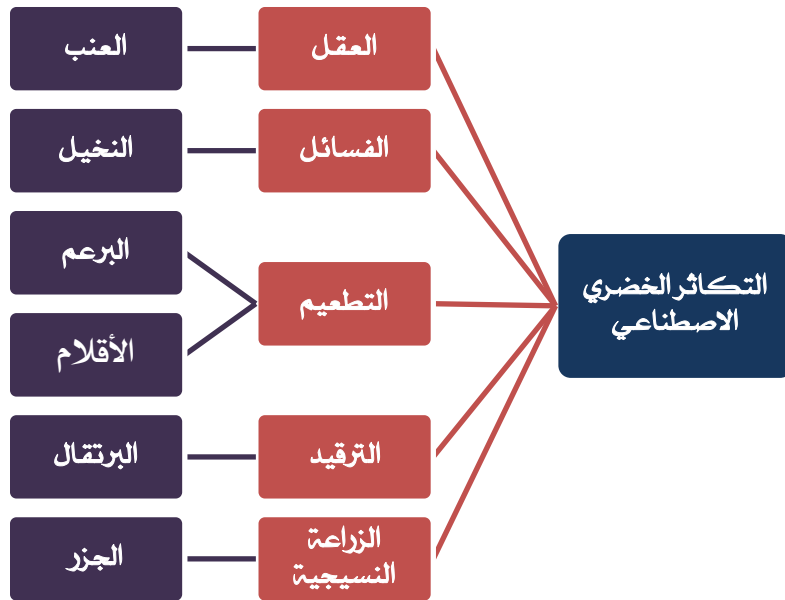 التكاثر الخضري
الاصطناعي
العقل
العنب
الفسائل
النخيل
التطعيم
البرعم
الأقلام
الترقيد
البرتقال
الزراعة
النسيجية
الجزر